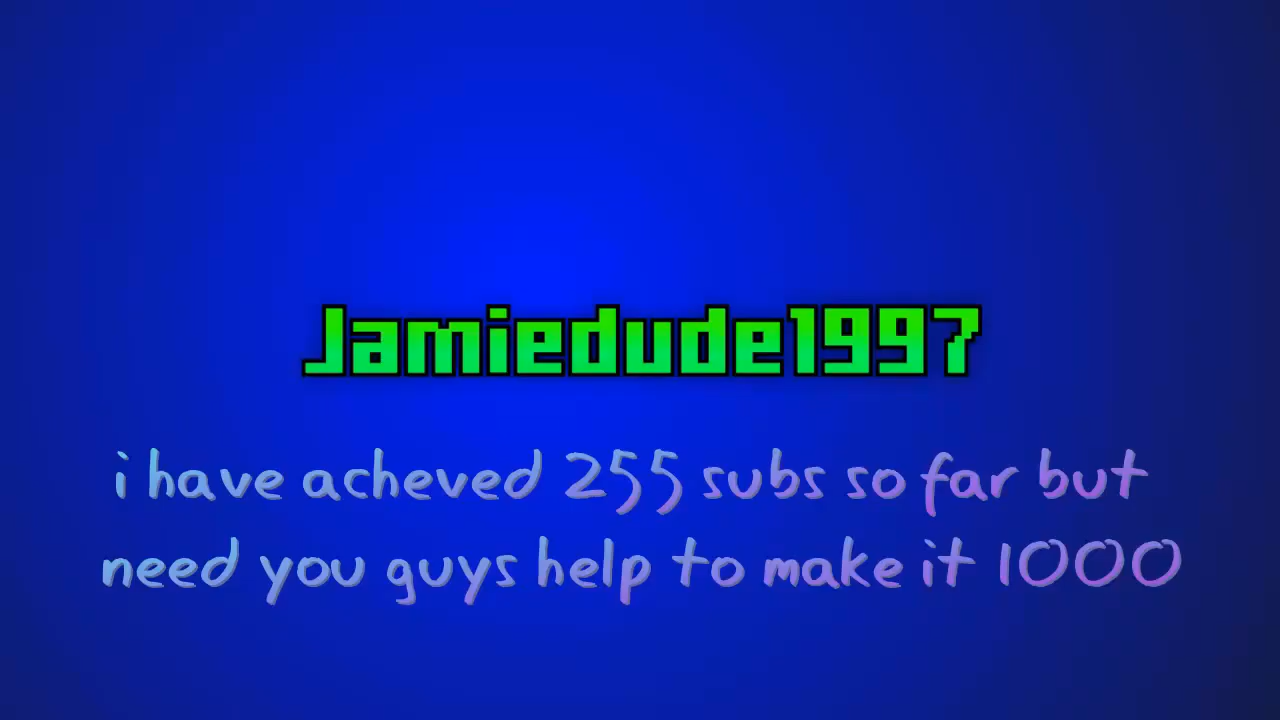 Jamiedude1997
i have acheved 255 subs so far but
need you guys help to make it 1000